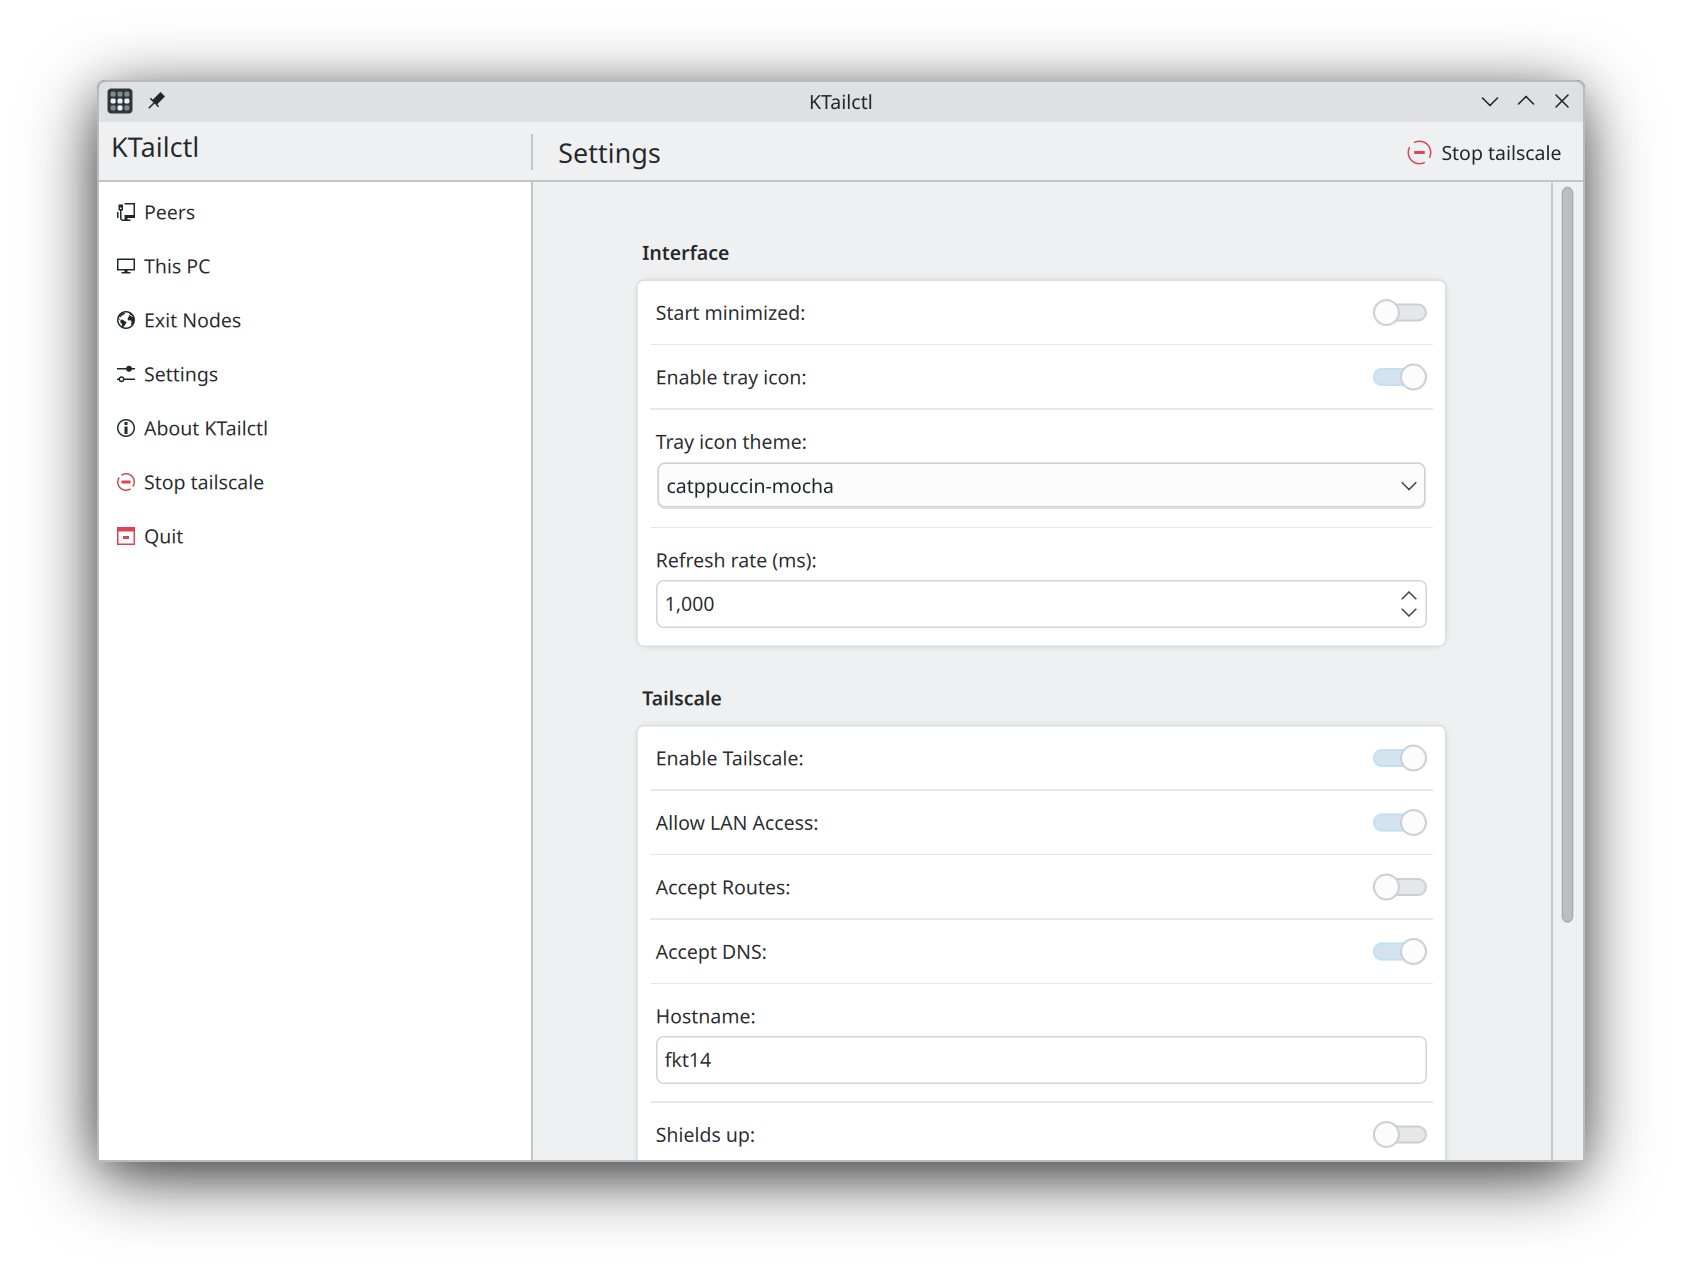 KTailctl
KTailctl
Settings
Stop tailscale
Peers
This PC
Exit Nodes
Settings
About KTailctl
Stop tailscale
Quit
Interface
Start minimized:
Enable tray icon:
Tray icon theme:
catppuccin-mocha
Refresh rate (ms):
1,000
Tailscale
Enable Tailscale:
Allow LAN Access:
Accept Routes:
Accept DNS:
Hostname:
fkt14
Shields up: